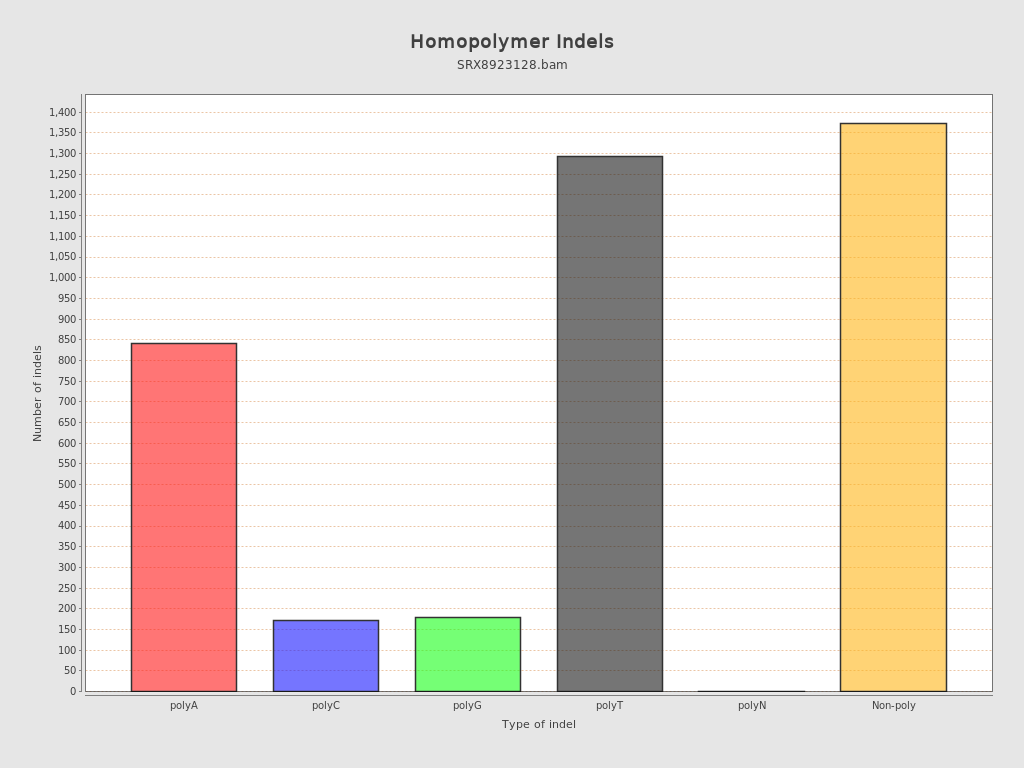 Homopolymer Indels
SRX8923128.bam
1,400
1,350
1,300
1,250
1,200
1,150
1,100
1,050
1,000
950
900
850
800
750
700
650
600
550
500
450
400
350
300
250
200
150
100
50
0
Number of indels
polyA
polyC
polyG
polyT
polyN
Non-poly
Type of indel